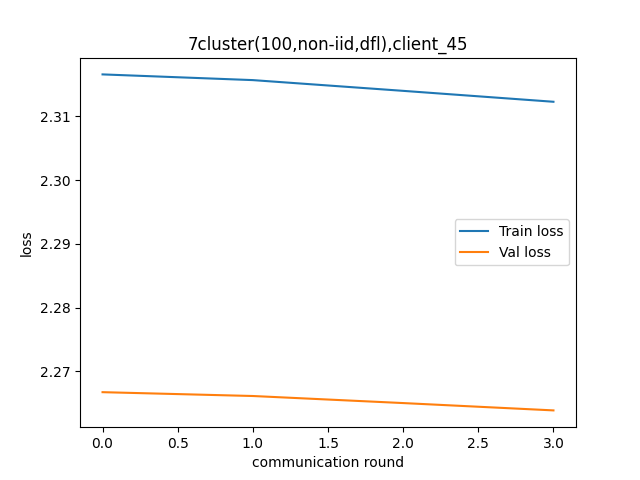 7cluster(100,non-iid,dfl),client_45
2.31
2.30
2.29
2.28
2.27
loss
Train loss
Val loss
0.0 0.5 1.0 1.5 2.0 2.5 3.0
communication round